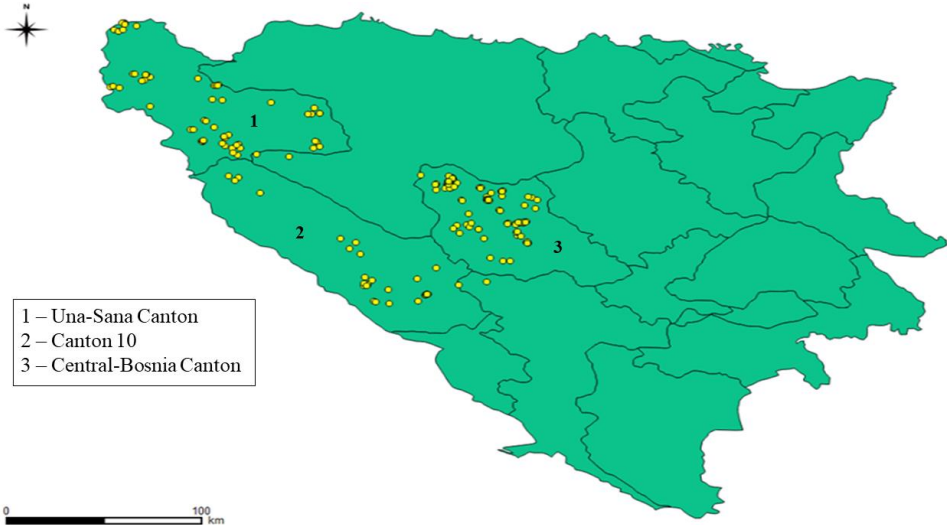 N
1
2
3
1 – Una-Sana Canton
2 – Canton 10
3 – Central-Bosnia Canton
0 100
km